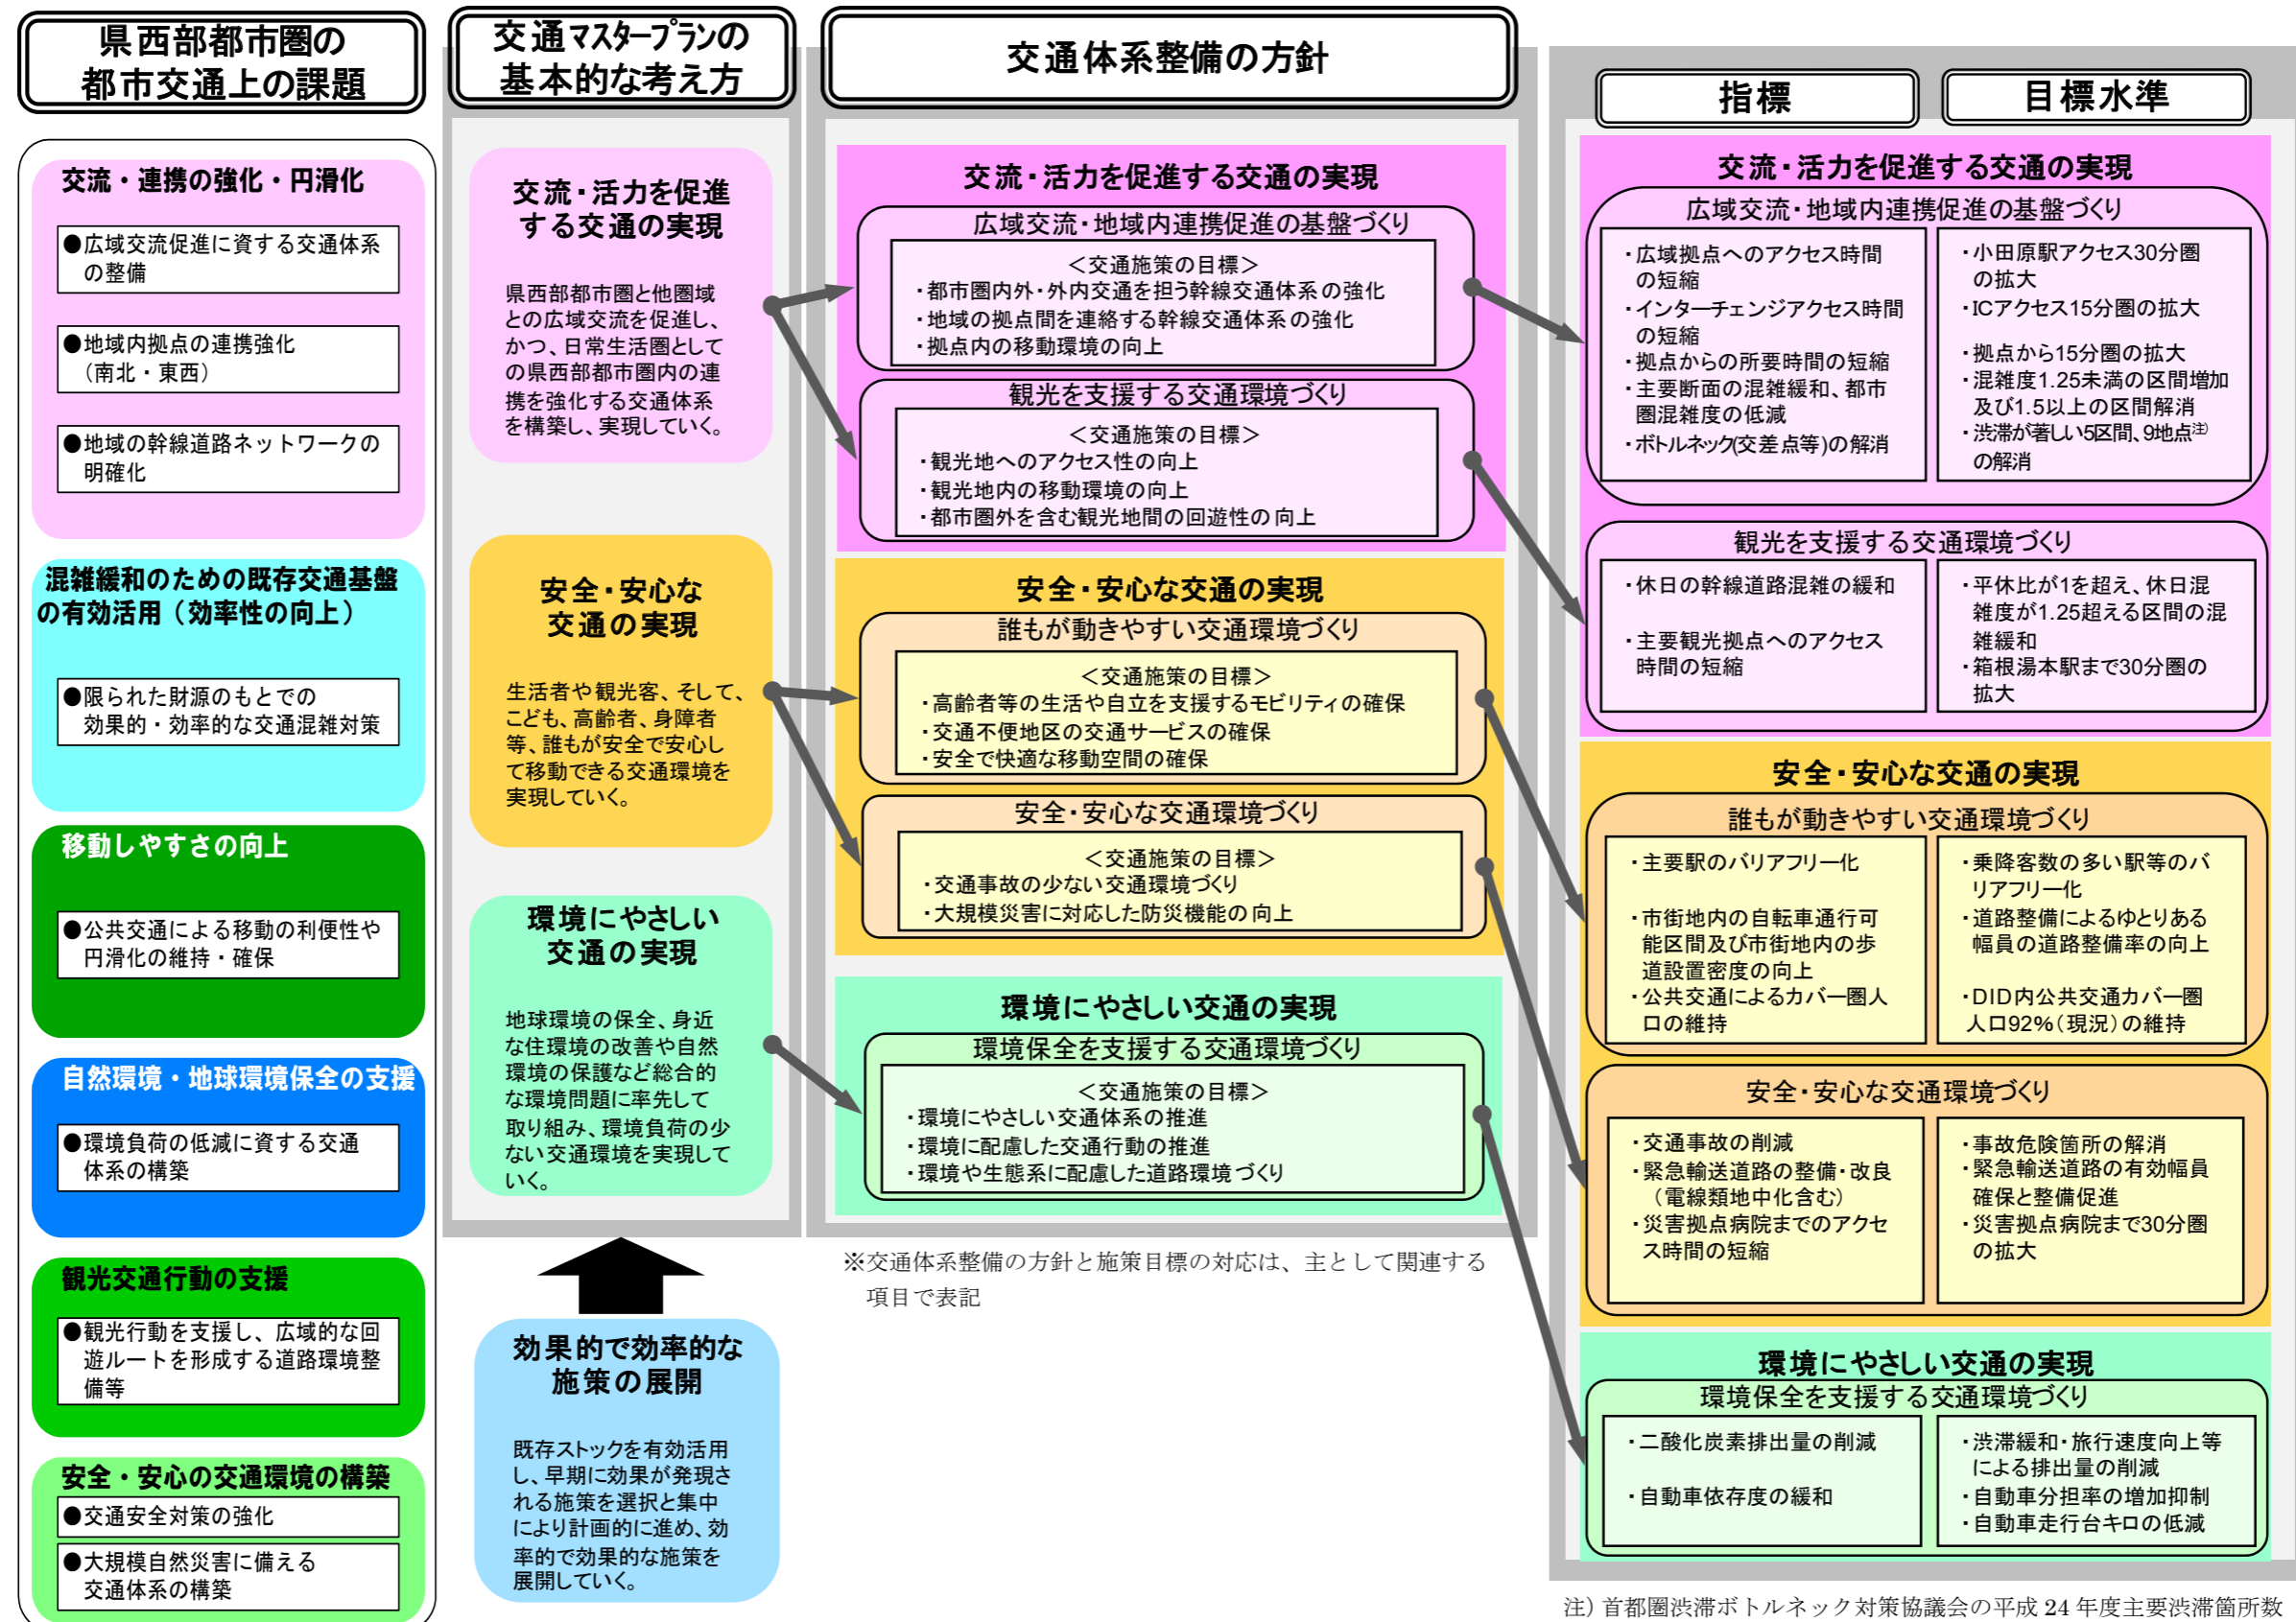 県西部都市圏の
都市交通上の課題
交流・連携の強化・円滑化
●広域交流促進に資する交通体系
の整備
●地域内拠点の連携強化
（南北・東西）
●地域の幹線道路ネットワークの
明確化
混雑緩和のための既存交通基盤
の有効活用（効率性の向上）
●限られた財源のもとでの
効果的・効率的な交通混雑対策
移動しやすさの向上
●公共交通による移動の利便性や
円滑化の維持・確保
自然環境・地球環境保全の支援
●環境負荷の低減に資する交通
体系の構築
観光交通行動の支援
●観光行動を支援し、広域的な回
遊ルートを形成する道路環境整
備等
安全・安心の交通環境の構築
●交通安全対策の強化
●大規模自然災害に備える
交通体系の構築
交通マスタープランの
基本的な考え方
交流・活力を促進
する交通の実現
県西部都市圏と他圏域
との広域交流を促進し、
かつ、日常生活圏として
の県西部都市圏内の連
携を強化する交通体系
を構築し、実現していく。
安全・安心な
交通の実現
生活者や観光客、そして、
こども、高齢者、身障者
等、誰もが安全で安心し
て移動できる交通環境を
実現していく。
環境にやさしい
交通の実現
地球環境の保全、身近
な住環境の改善や自然
環境の保護など総合的
な環境問題に率先して
取り組み、環境負荷の少
ない交通環境を実現して
いく。
効果的で効率的な
施策の展開
既存ストックを有効活用
し、早期に効果が発現さ
れる施策を選択と集中
により計画的に進め、効
率的で効果的な施策を
展開していく。
交通体系整備の方針
交流・活力を促進する交通の実現
広域交流・地域内連携促進の基盤づくり
＜交通施策の目標＞
・都市圏内外・外内交通を担う幹線交通体系の強化
・地域の拠点間を連絡する幹線交通体系の強化
・拠点内の移動環境の向上
観光を支援する交通環境づくり
＜交通施策の目標＞
・観光地へのアクセス性の向上
・観光地内の移動環境の向上
・都市圏外を含む観光地間の回遊性の向上
安全・安心な交通の実現
誰もが動きやすい交通環境づくり
＜交通施策の目標＞
・高齢者等の生活や自立を支援するモビリティの確保
・交通不便地区の交通サービスの確保
・安全で快適な移動空間の確保
安全・安心な交通環境づくり
＜交通施策の目標＞
・交通事故の少ない交通環境づくり
・大規模災害に対応した防災機能の向上
環境にやさしい交通の実現
環境保全を支援する交通環境づくり
＜交通施策の目標＞
・環境にやさしい交通体系の推進
・環境に配慮した交通行動の推進
・環境や生態系に配慮した道路環境づくり
※交通体系整備の方針と施策目標の対応は、主として関連する
項目で表記
指標
目標水準
交流・活力を促進する交通の実現
広域交流・地域内連携促進の基盤づくり
・広域拠点へのアクセス時間
の短縮
・インターチェンジアクセス時間
の短縮
・拠点からの所要時間の短縮
・主要断面の混雑緩和、都市
圏混雑度の低減
・ボトルネック(交差点等)の解消
・小田原駅アクセス30分圏
の拡大
・ICアクセス15分圏の拡大
・拠点から15分圏の拡大
・混雑度1.25未満の区間増加
及び1.5以上の区間解消
・渋滞が著しい5区間、9地点注)
の解消
観光を支援する交通環境づくり
・休日の幹線道路混雑の緩和
・主要観光拠点へのアクセス
時間の短縮
・平休比が1を超え、休日混
雑度が1.25超える区間の混
雑緩和
・箱根湯本駅まで30分圏の
拡大
安全・安心な交通の実現
誰もが動きやすい交通環境づくり
・主要駅のバリアフリー化
・市街地内の自転車通行可
能区間及び市街地内の歩
道設置密度の向上
・公共交通によるカバー圏人
口の維持
・乗降客数の多い駅等のバ
リアフリー化
・道路整備によるゆとりある
幅員の道路整備率の向上
・DID内公共交通カバー圏
人口92%(現況)の維持
安全・安心な交通環境づくり
・交通事故の削減
・緊急輸送道路の整備・改良
（電線類地中化含む）
・災害拠点病院までのアクセ
ス時間の短縮
・事故危険箇所の解消
・緊急輸送道路の有効幅員
確保と整備促進
・災害拠点病院まで30分圏
の拡大
環境にやさしい交通の実現
環境保全を支援する交通環境づくり
・二酸化炭素排出量の削減
・自動車依存度の緩和
・渋滞緩和・旅行速度向上等
による排出量の削減
・自動車分担率の増加抑制
・自動車走行台キロの低減
注）首都圏渋滞ボトルネック対策協議会の平成 24 年度主要渋滞箇所数